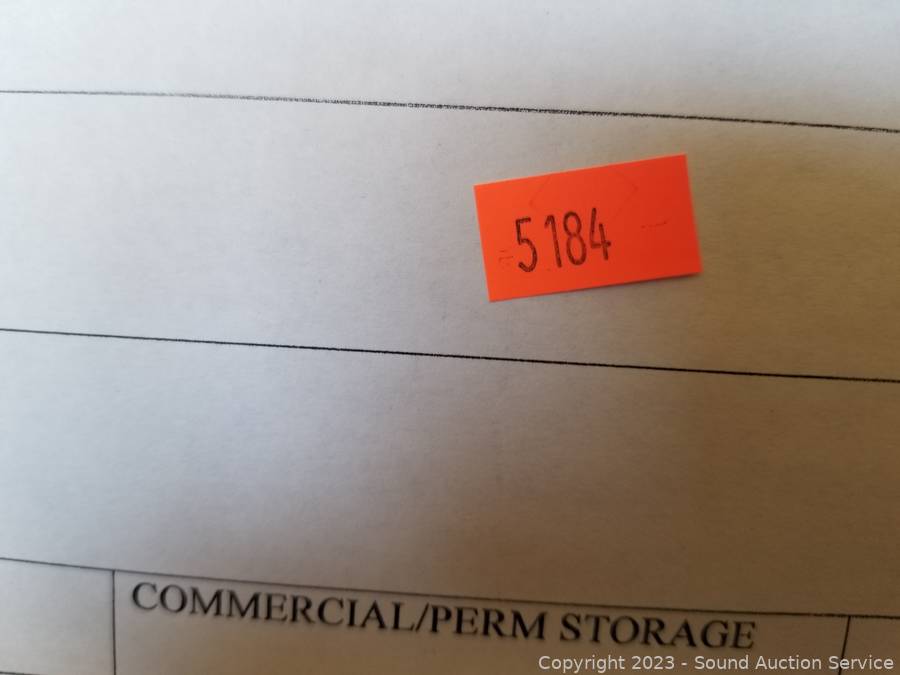 5184
COMMERCIAL/PERM STORAGE
Copyright 2023 - Sound Auction Service